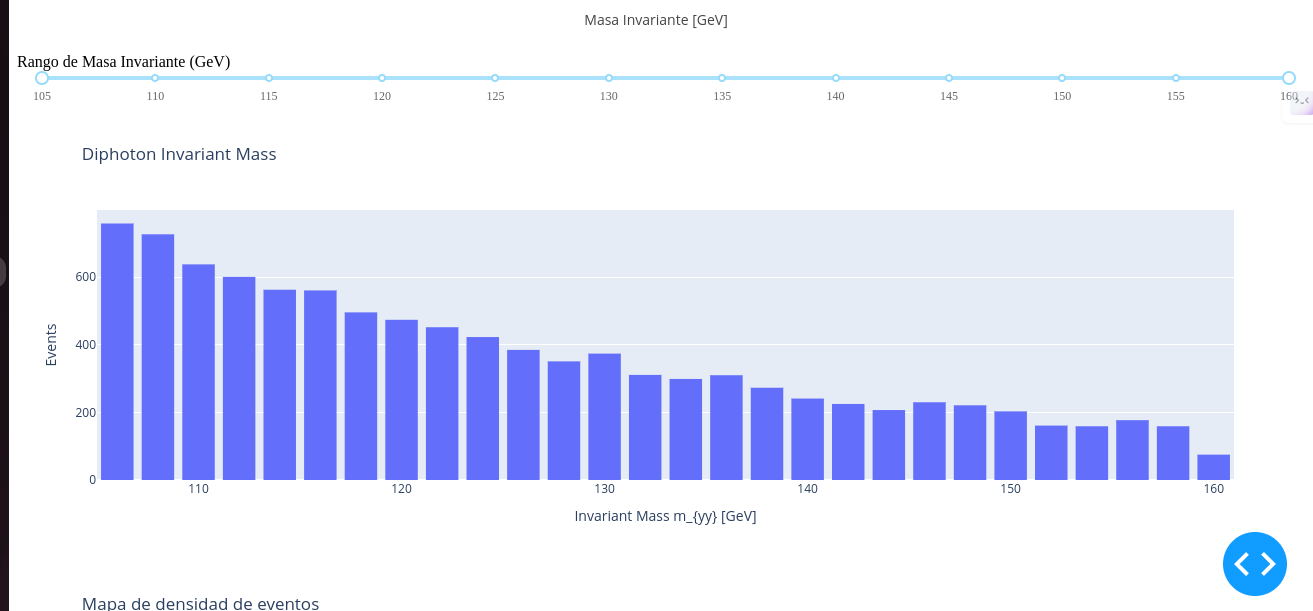 Masa Invariante [GeV]
Rango de Masa Invariante (GeV)
105 110 115 120 125 130 135 140 145 150 155 160
Diphoton Invariant Mass
600
400
200
0
Events
110 120 130 140 150 160
Invariant Mass m_{yy} [GeV]
Mapa de densidad de eventos